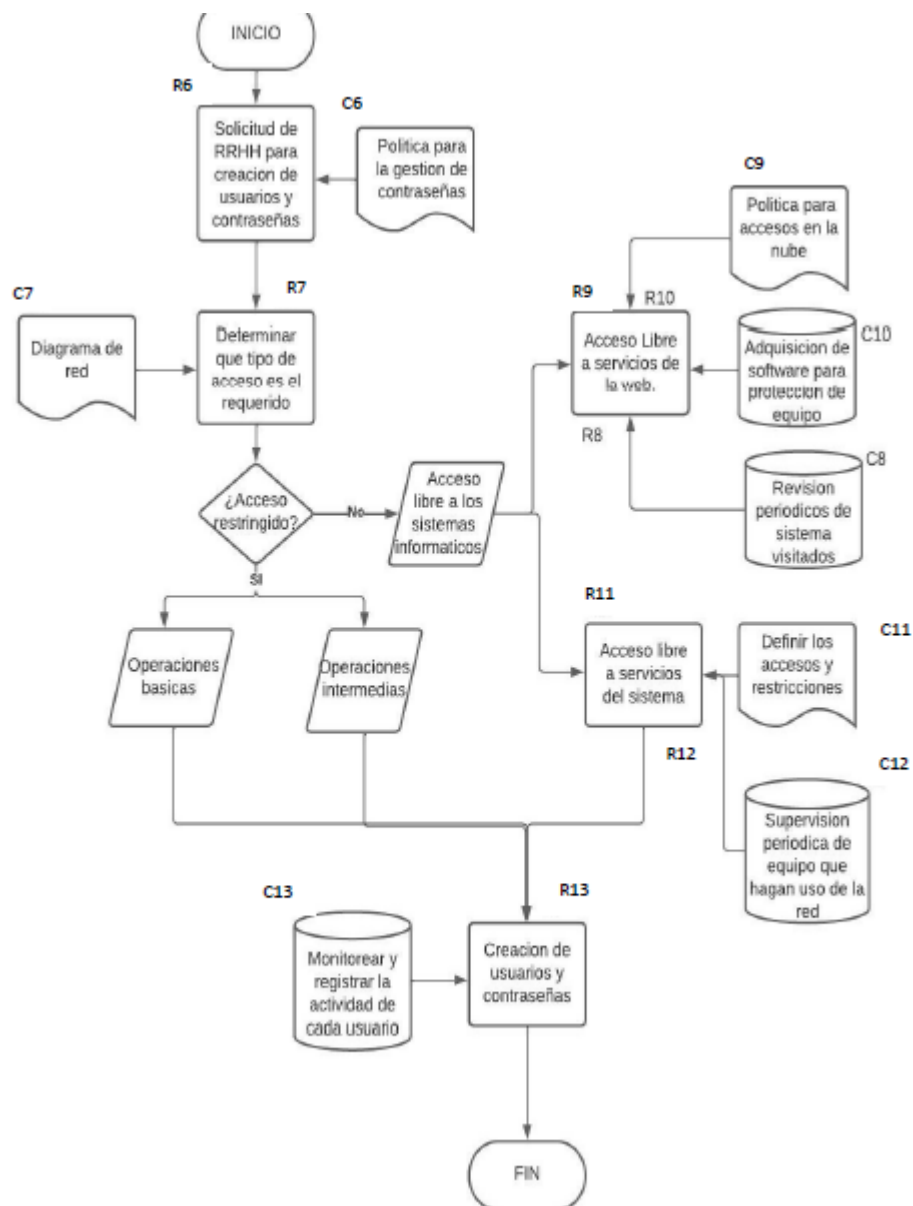 INICIO
R6
C6
Solicitud de
RRHH para
creacion de
usuarios y
contraseñas
Politica para
la gestion de
contraseñas
C9
Politica para
accesos en la
nube
C7
R7
Diagrama de
red
Determinar
que tipo de
acceso es el
requerido
R9
R10
Acceso Libre
a servicios de
la web.
R8
C10
Adquisicion de
software para
proteccion de
equipo
C8
Revision
periodicos de
sistema
visitados
¿Acceso
restringido?
No
Acceso
libre a los
sistemas
informaticos
SI
Operaciones
basicas
Operaciones
intermedias
R11
Acceso libre
a servicios
del sistema
R12
C11
Definir los
accesos y
restricciones
C12
Supervision
periodica de
equipo que
hagan uso de la
red
C13
Monitorear y
registrar la
actividad de
cada usuario
R13
Creacion de
usuarios y
contraseñas
FIN